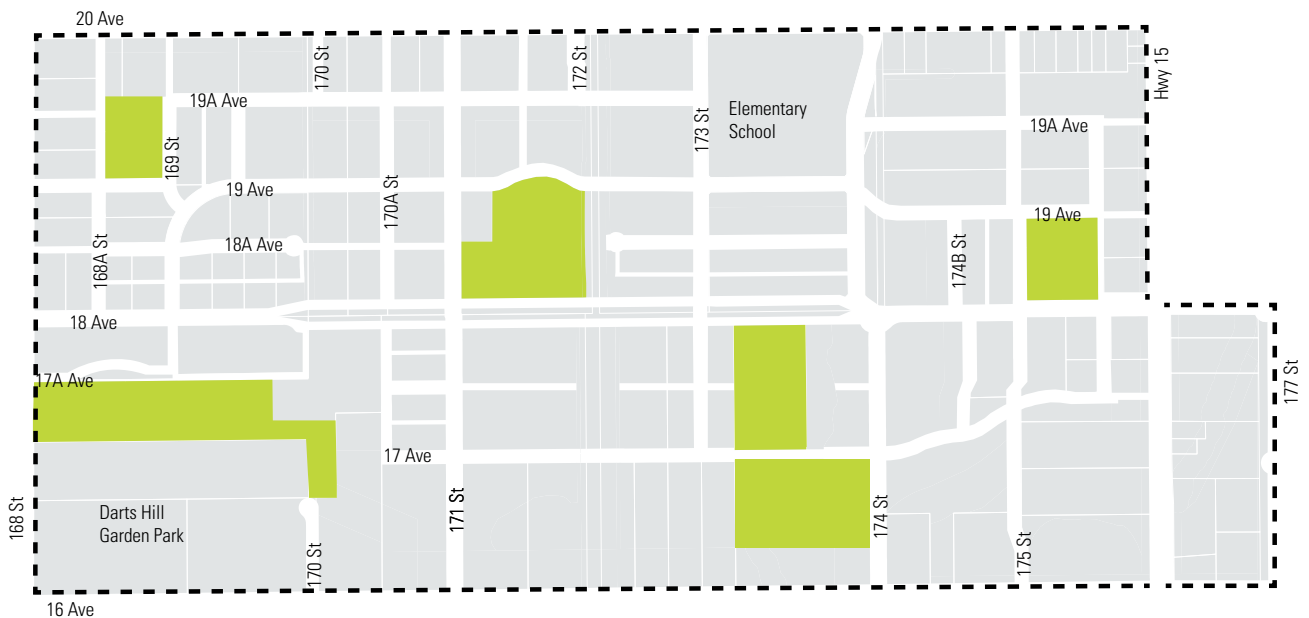 20 Ave
170 St
172 St
Hwy 15
19A Ave
Elementary
School
173 St
19A Ave
169 St
19 Ave
170A St
19 Ave
168A St
18A Ave
174B St
18 Ave
17A Ave
177 St
17 Ave
168 St
Darts Hill
Garden Park
171 St
174 St
170 St
175 St
16 Ave